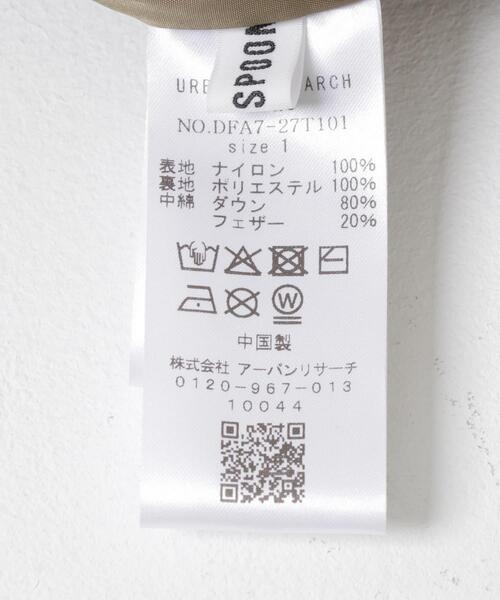 SPOON
URB ARCH
NO.DFA7-27T101
size 1
表地 ナイロン 100%
裏地 ポリエステル 100%
中綿 ダウン 80%
フェザー 20%
W
中国製
株式会社 アーバンリサーチ
0120-967-013
10044